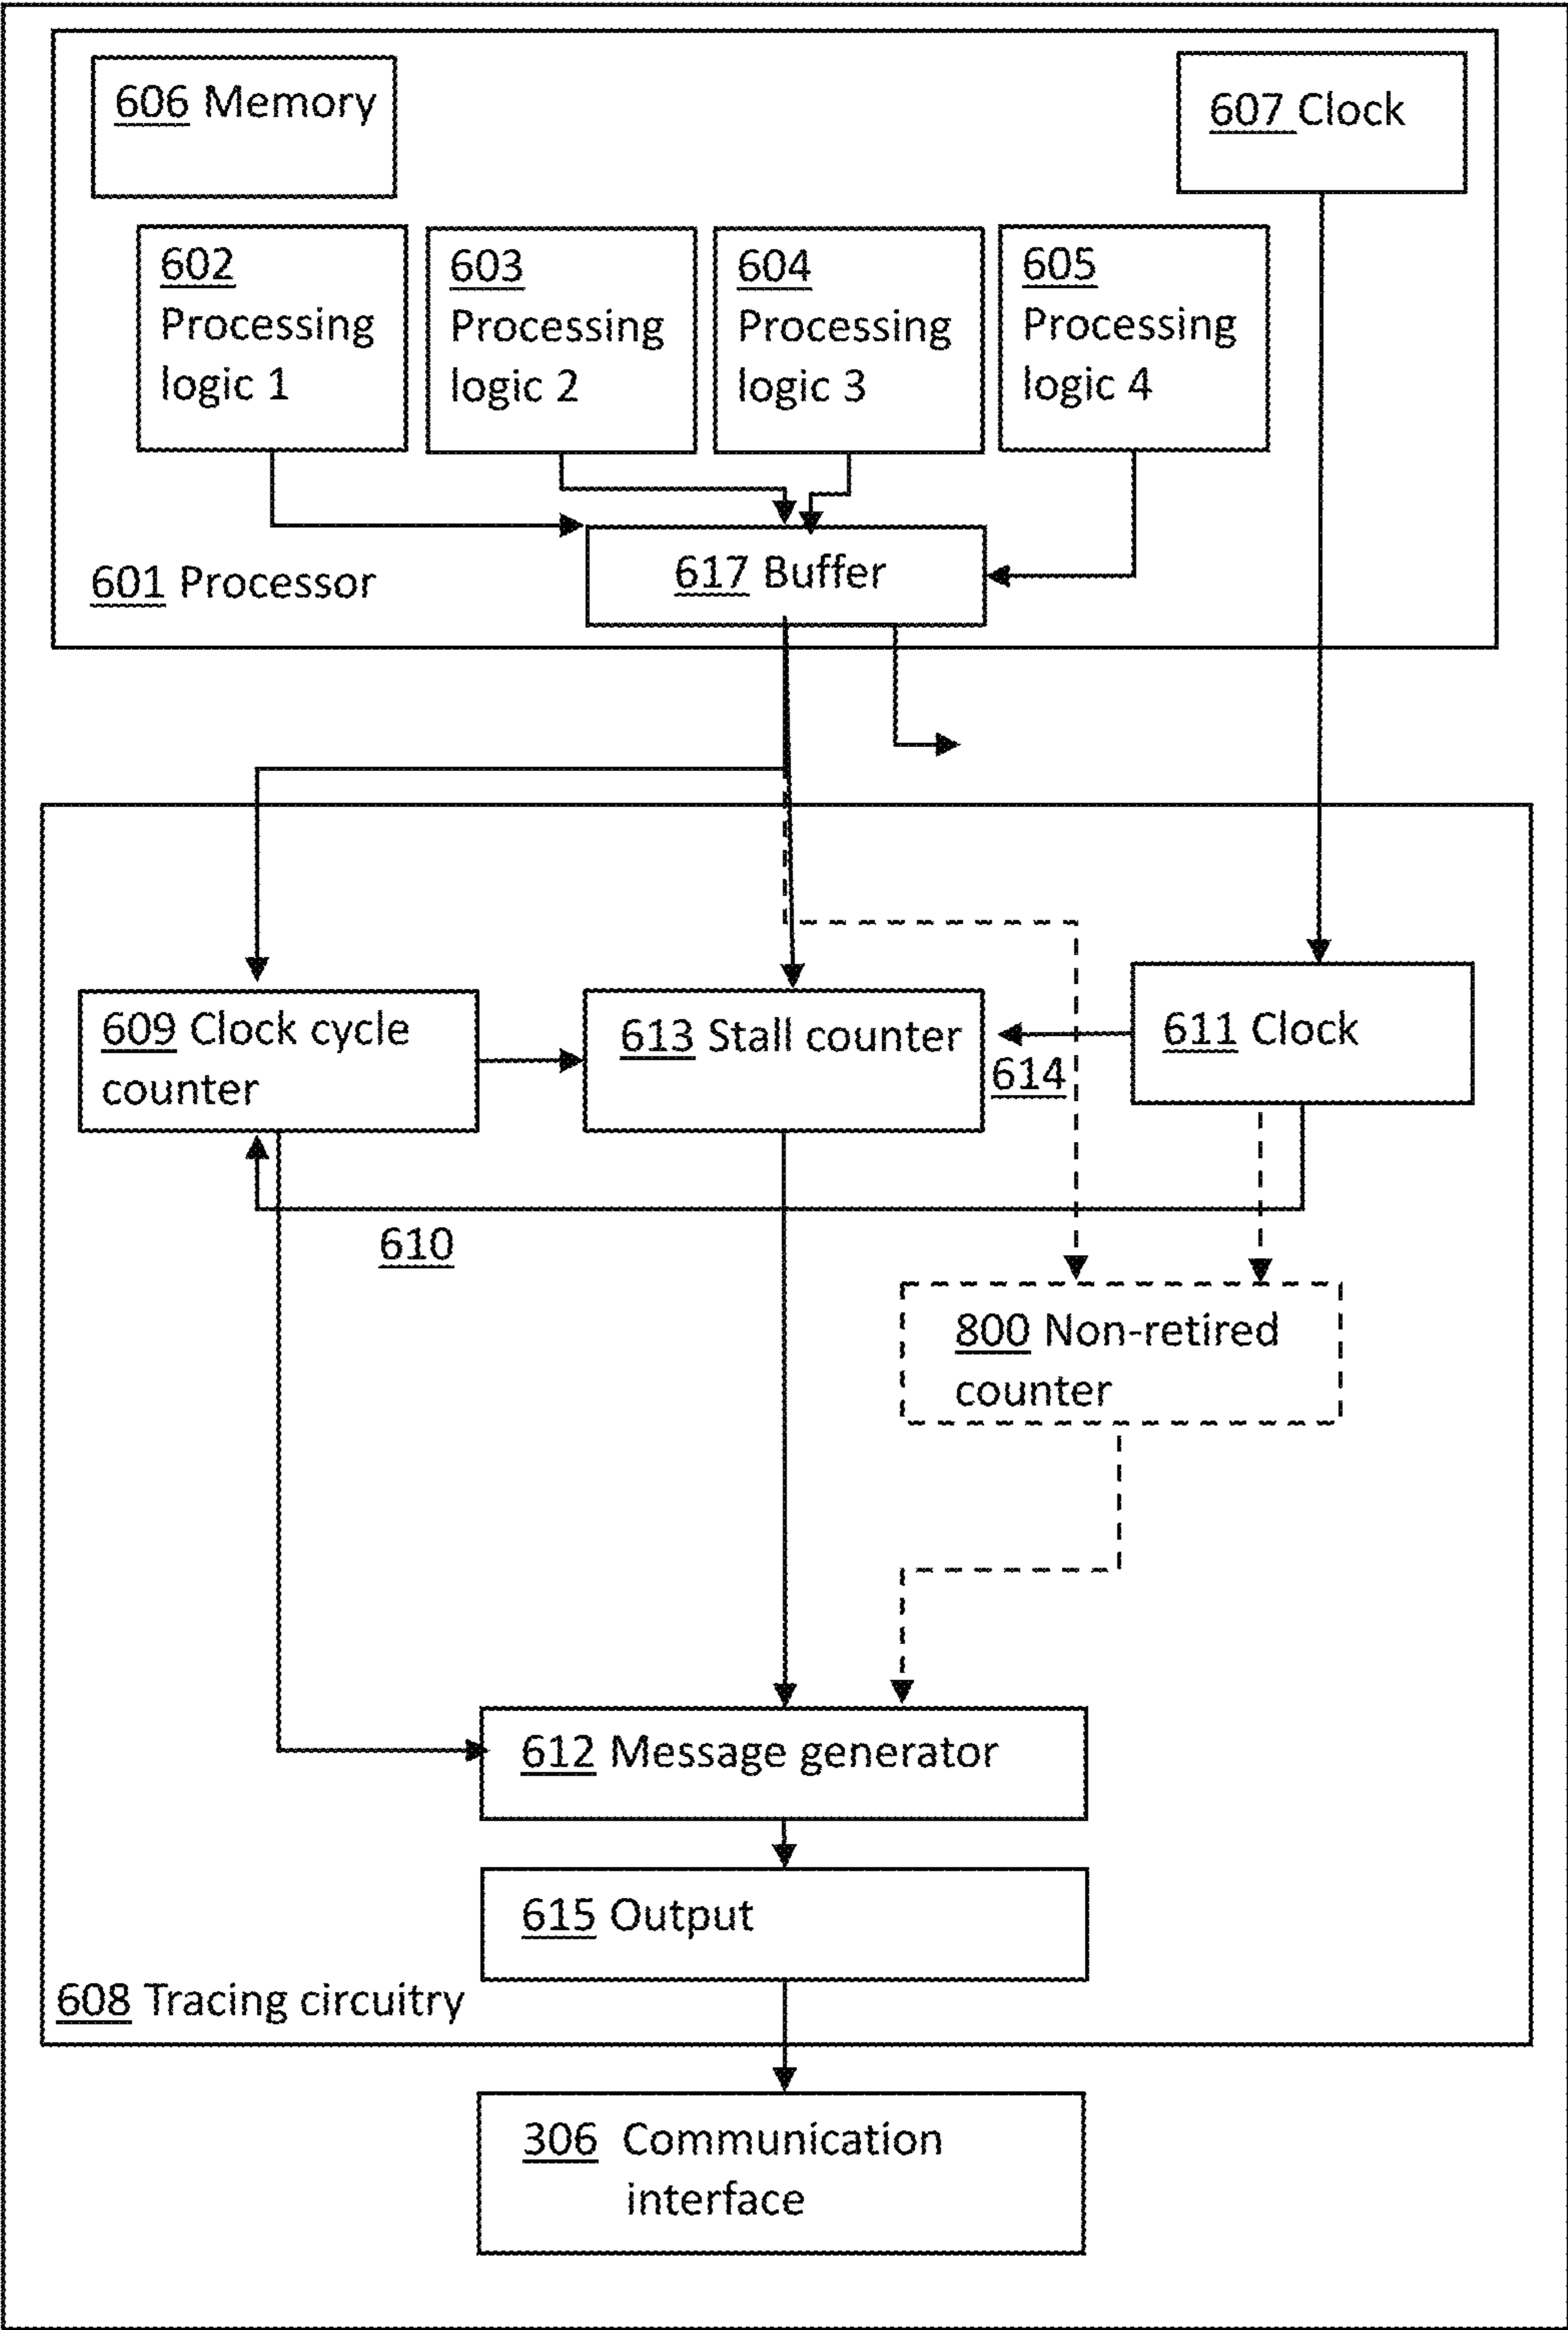 606 Memory
607 Clock
602
Processing
logic 1
603
Processing
logic 2
604
Processing
logic 3
605
Processing
logic 4
617 Buffer
601 Processor
609 Clock cycle
counter
613 Stall counter
611 Clock
614
610
800 Non-retired
counter
612 Message generator
615 Output
608 Tracing circuitry
306 Communication
interface